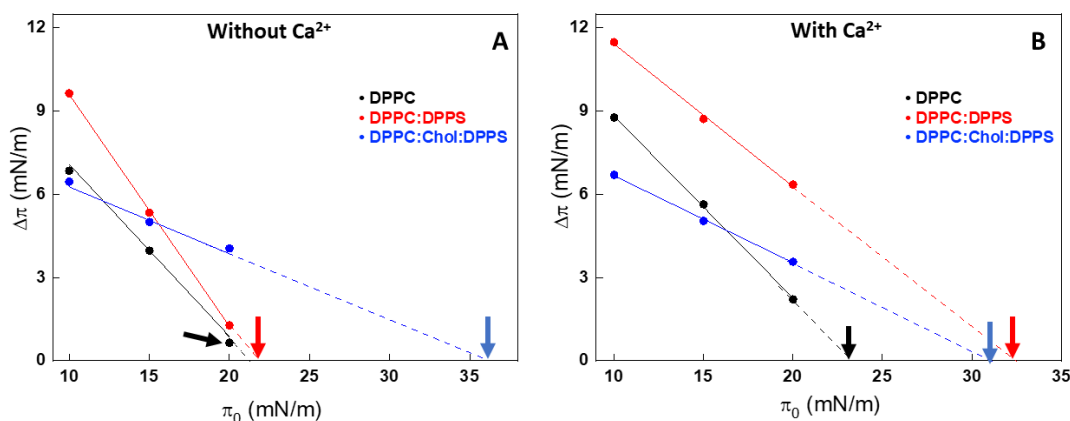 Without Ca²⁺
A
12
9
6
3
0
Δπ (mN/m)
DPPC
DPPC:DPPS
DPPC:Chol:DPPS
10 15 20 25 30 35
π₀ (mN/m)
With Ca²⁺
B
12
9
6
3
0
Δπ (mN/m)
DPPC
DPPC:DPPS
DPPC:Chol:DPPS
10 15 20 25 30 35
π₀ (mN/m)